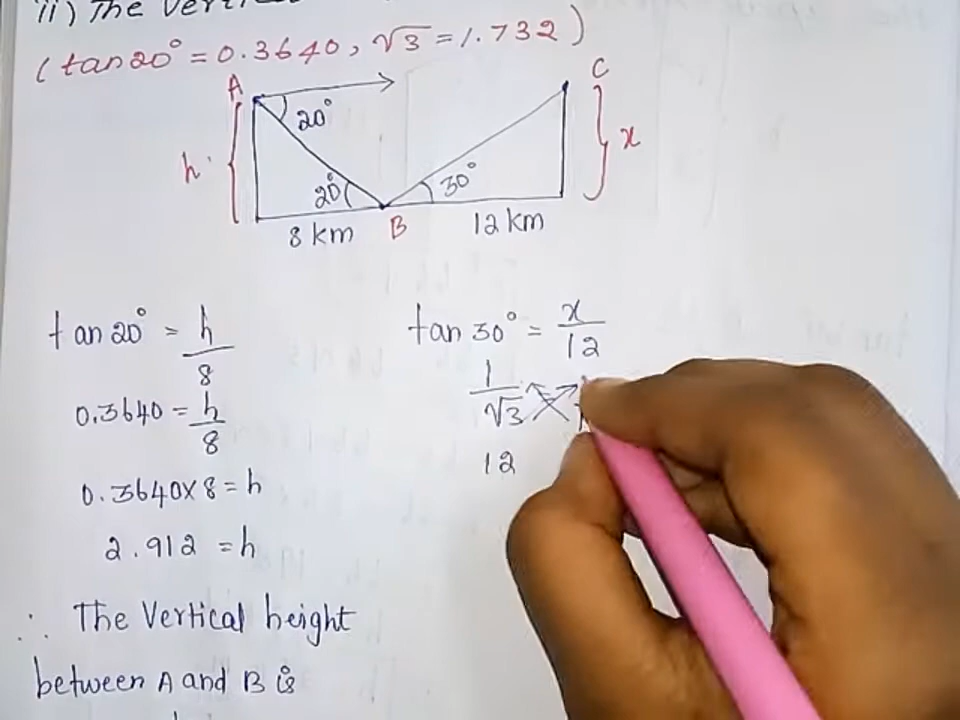 ii) The Vertic
(tan20° = 0.3640, √3 = 1.732)
A
C
20°
h
x
20°
30°
8 km
B
12 km
tan 20° = h/8
0.3640 = h/8
0.3640 × 8 = h
2.912 = h
∴ The Vertical height
between A and B is
tan 30° = x/12
1/√3
12